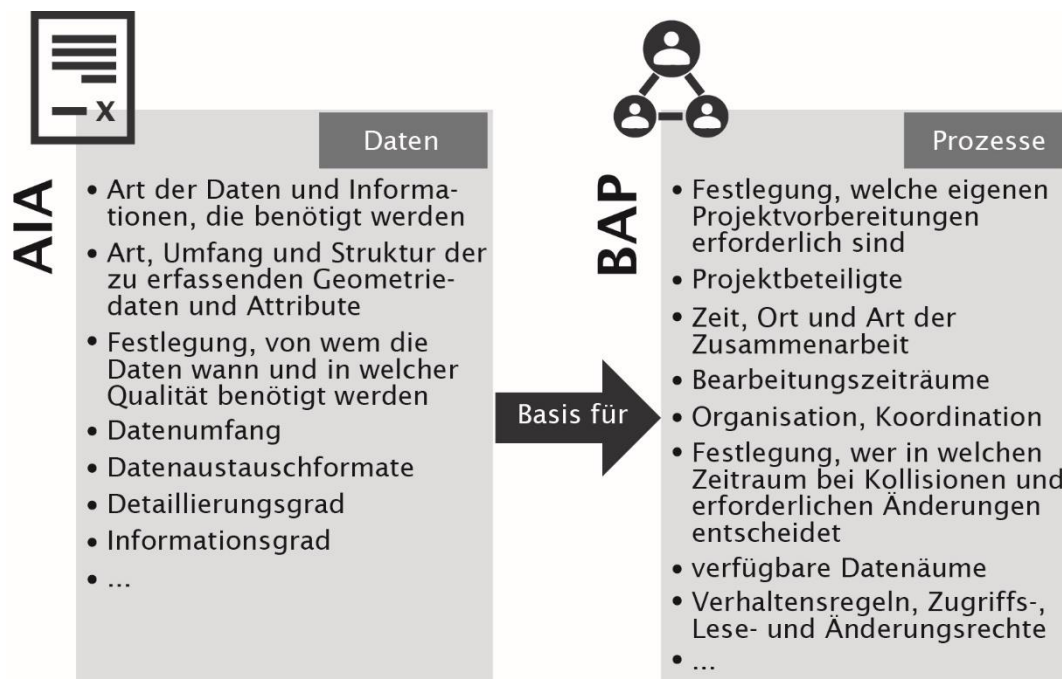 x
AIA
Daten
• Art der Daten und Informa-
tionen, die benötigt werden
• Art, Umfang und Struktur der
zu erfassenden Geometrie-
daten und Attribute
• Festlegung, von wem die
Daten wann und in welcher
Qualität benötigt werden
• Datenumfang
• Datenaustauschformate
• Detaillierungsgrad
• Informationsgrad
• ...
Basis für
BAP
Prozesse
• Festlegung, welche eigenen
Projektvorbereitungen
erforderlich sind
• Projektbeteiligte
• Zeit, Ort und Art der
Zusammenarbeit
• Bearbeitungszeiträume
• Organisation, Koordination
• Festlegung, wer in welchen
Zeitraum bei Kollisionen und
erforderlichen Änderungen
entscheidet
• verfügbare Datenäume
• Verhaltensregeln, Zugriffs-,
Lese- und Änderungsrechte
• ...